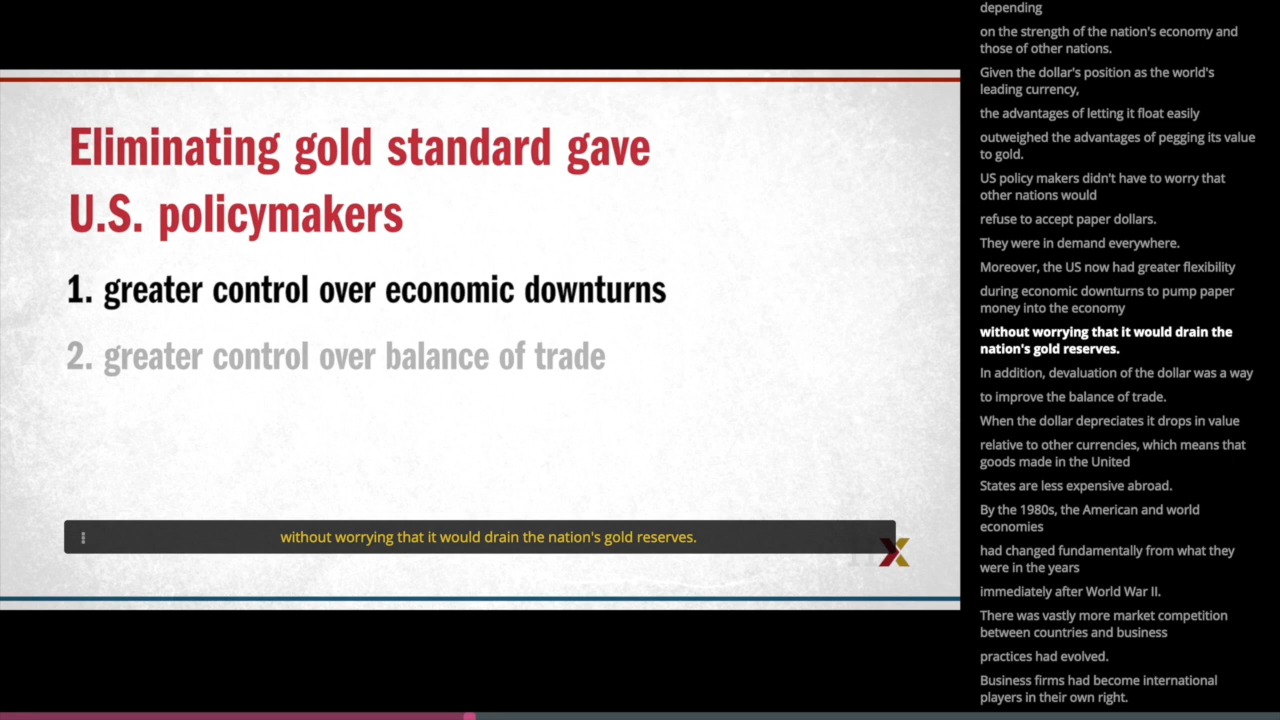 Eliminating gold standard gave
U.S. policymakers
1. greater control over economic downturns
2. greater control over balance of trade
without worrying that it would drain the nation's gold reserves.
X
depending
on the strength of the nation's economy and
those of other nations.
Given the dollar's position as the world's
leading currency,
the advantages of letting it float easily
outweighed the advantages of pegging its value
to gold.
US policy makers didn't have to worry that
other nations would
refuse to accept paper dollars.
They were in demand everywhere.
Moreover, the US now had greater flexibility
during economic downturns to pump paper
money into the economy
without worrying that it would drain the
nation's gold reserves.
In addition, devaluation of the dollar was a way
to improve the balance of trade.
When the dollar depreciates it drops in value
relative to other currencies, which means that
goods made in the United
States are less expensive abroad.
By the 1980s, the American and world
economies
had changed fundamentally from what they
were in the years
immediately after World War II.
There was vastly more market competition
between countries and business
practices had evolved.
Business firms had become international
players in their own right.